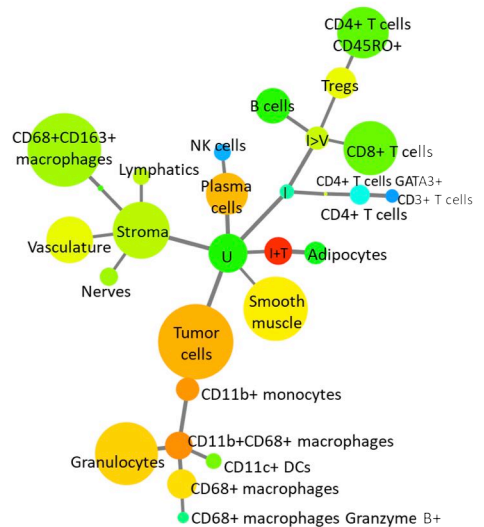 CD4+ T cells
CD45RO+
Tregs
B cells
I>V
CD8+ T cells
CD68+CD163+
macrophages
NK cells
Lymphatics
Plasma
cells
I
CD4+ T cells GATA3+
CD3+ T cells
CD4+ T cells
Stroma
Vasculature
U
I+T
Adipocytes
Nerves
Smooth
muscle
Tumor
cells
CD11b+ monocytes
CD11b+CD68+ macrophages
Granulocytes
CD11c+ DCs
CD68+ macrophages
CD68+ macrophages Granzyme B+